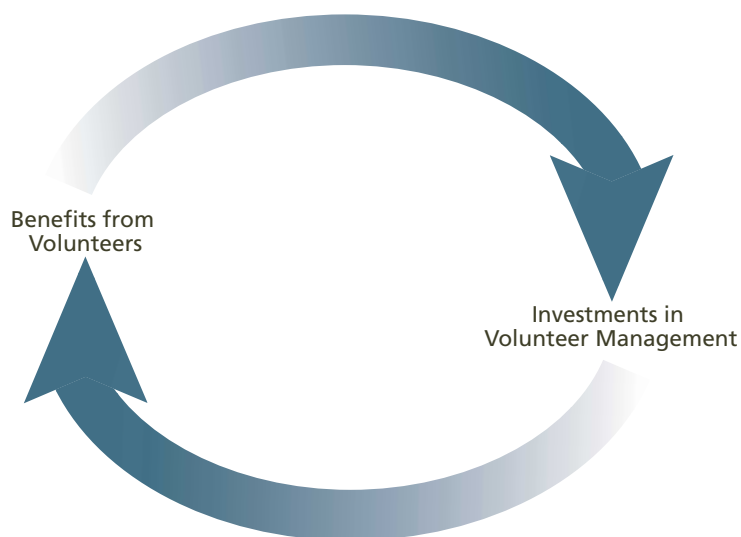 Benefits from
Volunteers
Investments in
Volunteer Management